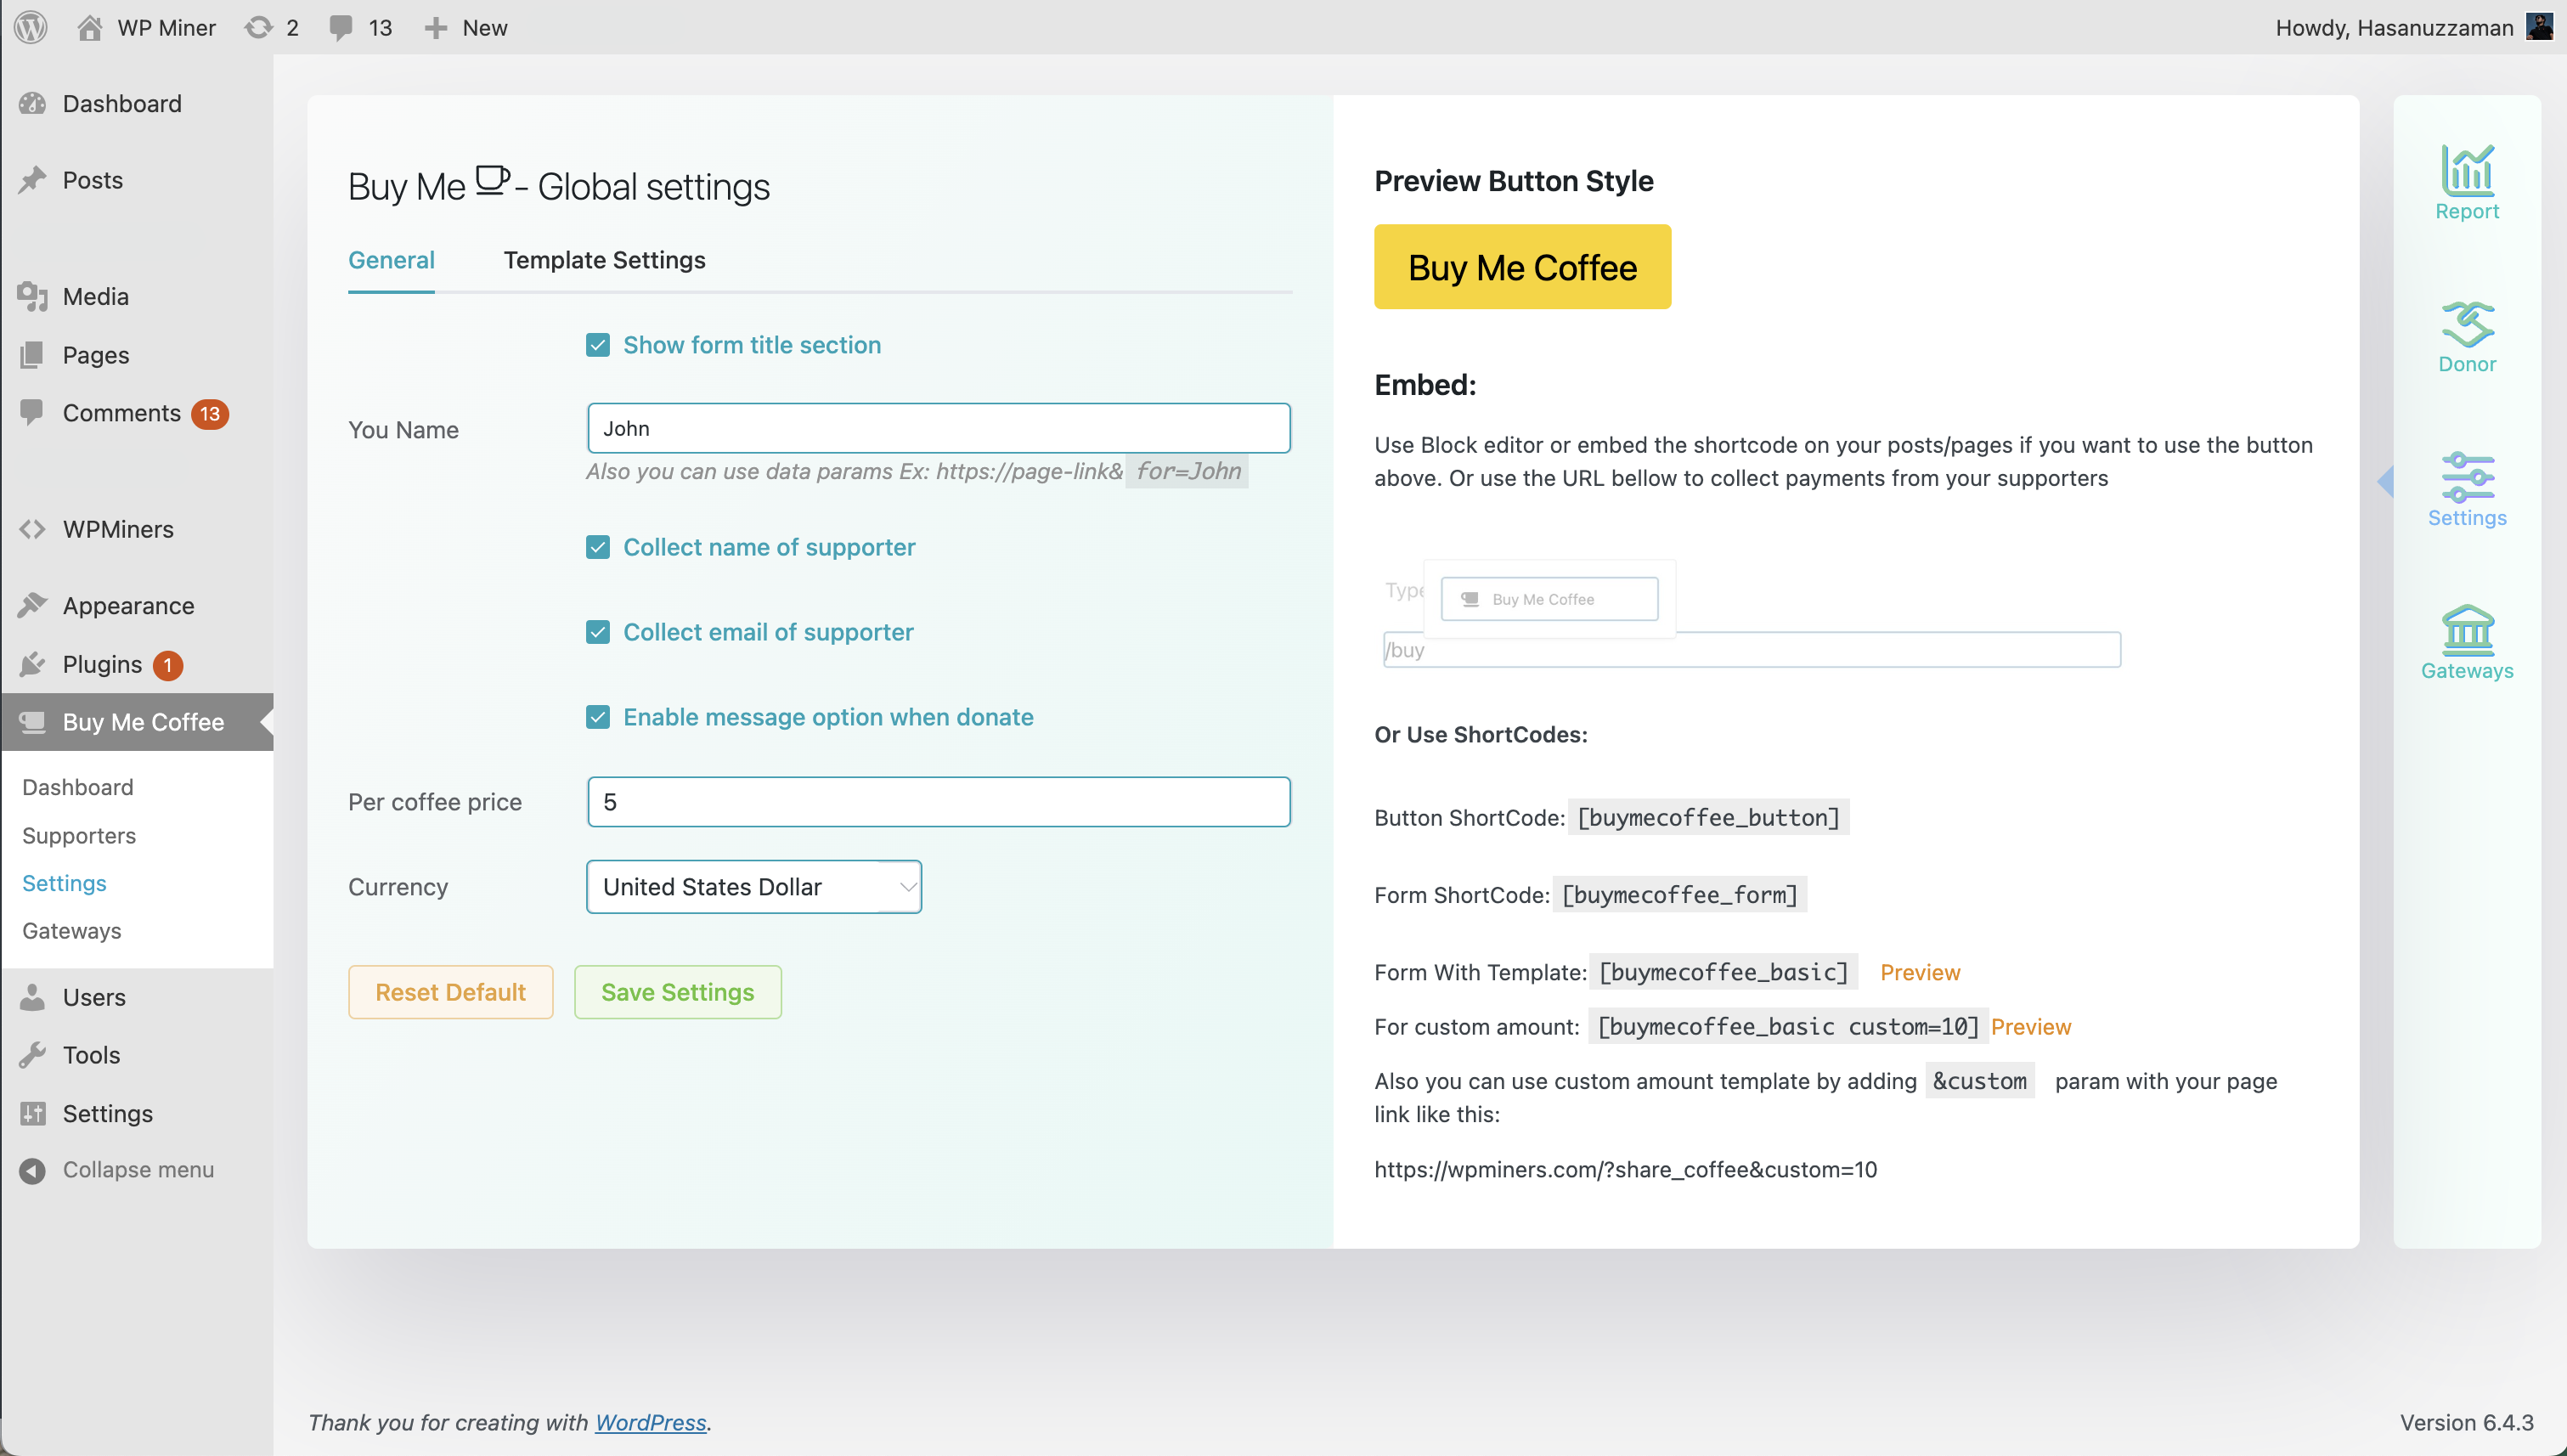 WP Miner
2
13
New
Howdy, Hasanuzzaman
Dashboard
Posts
Media
Pages
Comments 13
WPMiners
Appearance
Plugins 1
Buy Me Coffee
Dashboard
Supporters
Settings
Gateways
Users
Tools
Settings
Collapse menu
Buy Me - Global settings
General
Template Settings
Show form title section
You Name
John
Also you can use data params Ex: https://page-link& for=John
Collect name of supporter
Collect email of supporter
Enable message option when donate
Per coffee price
5
Currency
United States Dollar
Reset Default
Save Settings
Preview Button Style
Buy Me Coffee
Embed:
Use Block editor or embed the shortcode on your posts/pages if you want to use the button
above. Or use the URL bellow to collect payments from your supporters
Type
Buy Me Coffee
/buy
Or Use ShortCodes:
Button ShortCode: [buymecoffee_button]
Form ShortCode: [buymecoffee_form]
Form With Template: [buymecoffee_basic] Preview
For custom amount: [buymecoffee_basic custom=10] Preview
Also you can use custom amount template by adding &custom param with your page
link like this:
https://wpminers.com/?share_coffee&custom=10
Report
Donor
Settings
Gateways
Thank you for creating with WordPress.
Version 6.4.3